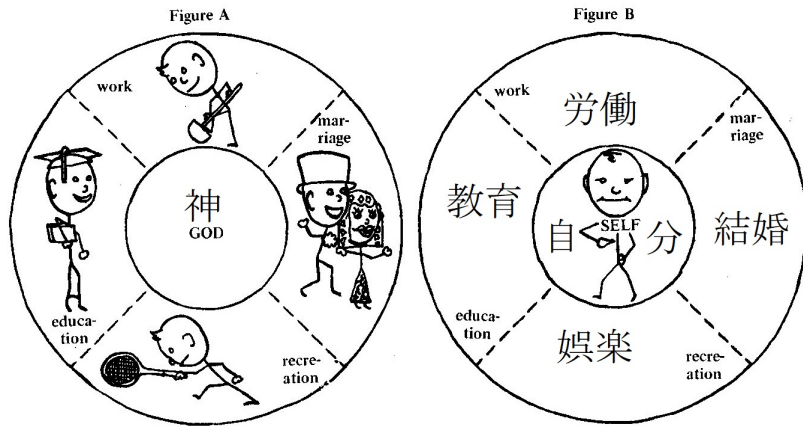 Figure A
work
mar-
riage
神
GOD
educa-
tion
recre-
ation
Figure B
work
労働
mar-
riage
教育
自 SELF 分
結婚
educa-
tion
娯楽
recre-
ation